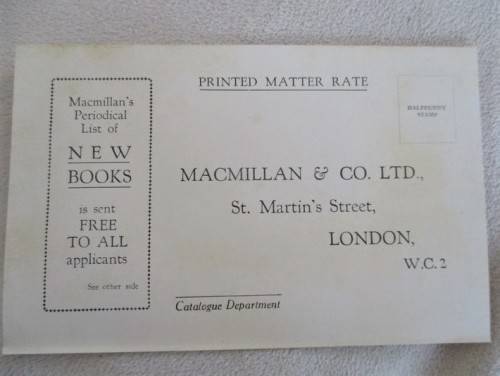 PRINTED MATTER RATE
HALFPENNY
STAMP
Macmillan's
Periodical
List of
NEW
BOOKS
is sent
FREE
TO ALL
applicants
See other side
MACMILLAN & CO. LTD.,
St. Martin's Street,
LONDON,
W.C. 2
Catalogue Department